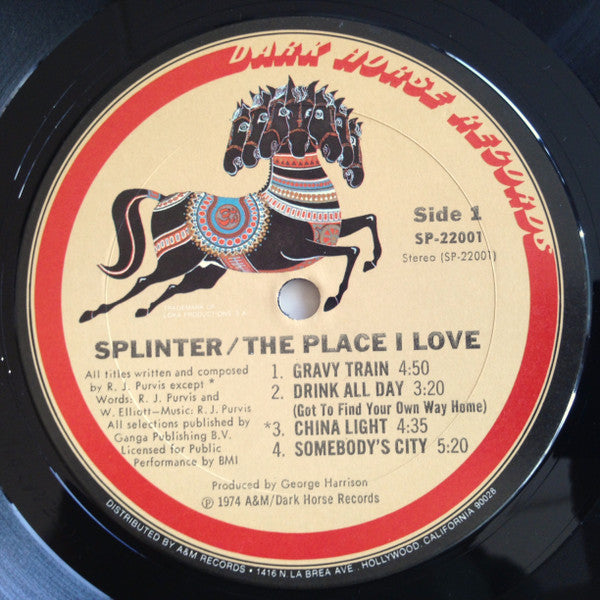 DARK HORSE RECORDS
Side 1
SP-22001
Stereo (SP-22001)
TRADEMARK OF
LOKA PRODUCTIONS S.A.
SPLINTER/THE PLACE I LOVE
All titles written and composed
by R. J. Purvis except *
Words: R. J. Purvis and
W. Elliott-Music: R. J. Purvis
All selections published by
Ganga Publishing B.V.
Licensed for Public
Performance by BMI
1. GRAVY TRAIN 4:50
2. DRINK ALL DAY 3:20
(Got To Find Your Own Way Home)
*3. CHINA LIGHT 4:35
4. SOMEBODY'S CITY 5:20
Produced by George Harrison
℗ 1974 A&M/Dark Horse Records
DISTRIBUTED BY A&M RECORDS • 1416 N. LA BREA AVE., HOLLYWOOD, CALIFORNIA 90028